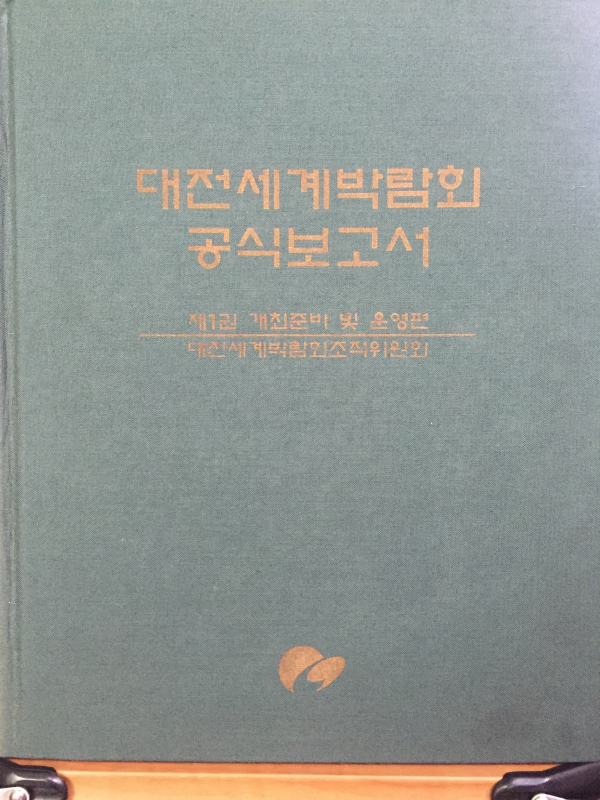 대전세계박람회
공식보고서
제1권 개최준비 및 운영편
대전세계박람회조직위원회